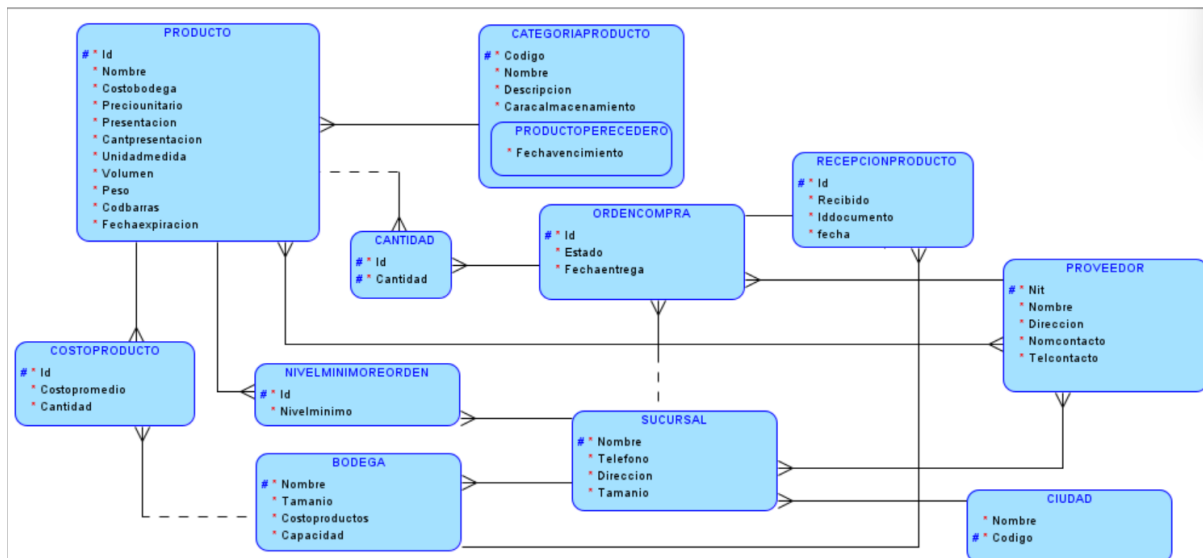 PRODUCTO
# * Id
* Nombre
* Costobodega
* Preciounitario
* Presentacion
* Cantpresentacion
* Unidadmedida
* Volumen
* Peso
* Codbarras
* Fechaexpiracion
CATEGORIAPRODUCTO
# * Codigo
* Nombre
* Descripcion
* Caracalmacenamiento
PRODUCTOPERECEDERO
* Fechavencimiento
RECEPCIONPRODUCTO
# * Id
* Recibido
* Iddocumento
* fecha
ORDENCOMPRA
# * Id
* Estado
* Fechaentrega
CANTIDAD
# * Id
# * Cantidad
PROVEEDOR
# * Nit
* Nombre
* Direccion
* Nomcontacto
* Telcontacto
COSTOPRODUCTO
# * Id
* Costopromedio
* Cantidad
NIVELMINIMOREORDEN
# * Id
* Nivelminimo
SUCURSAL
# * Nombre
* Telefono
* Direccion
* Tamanio
BODEGA
# * Nombre
* Tamanio
* Costoproductos
* Capacidad
CIUDAD
* Nombre
# * Codigo